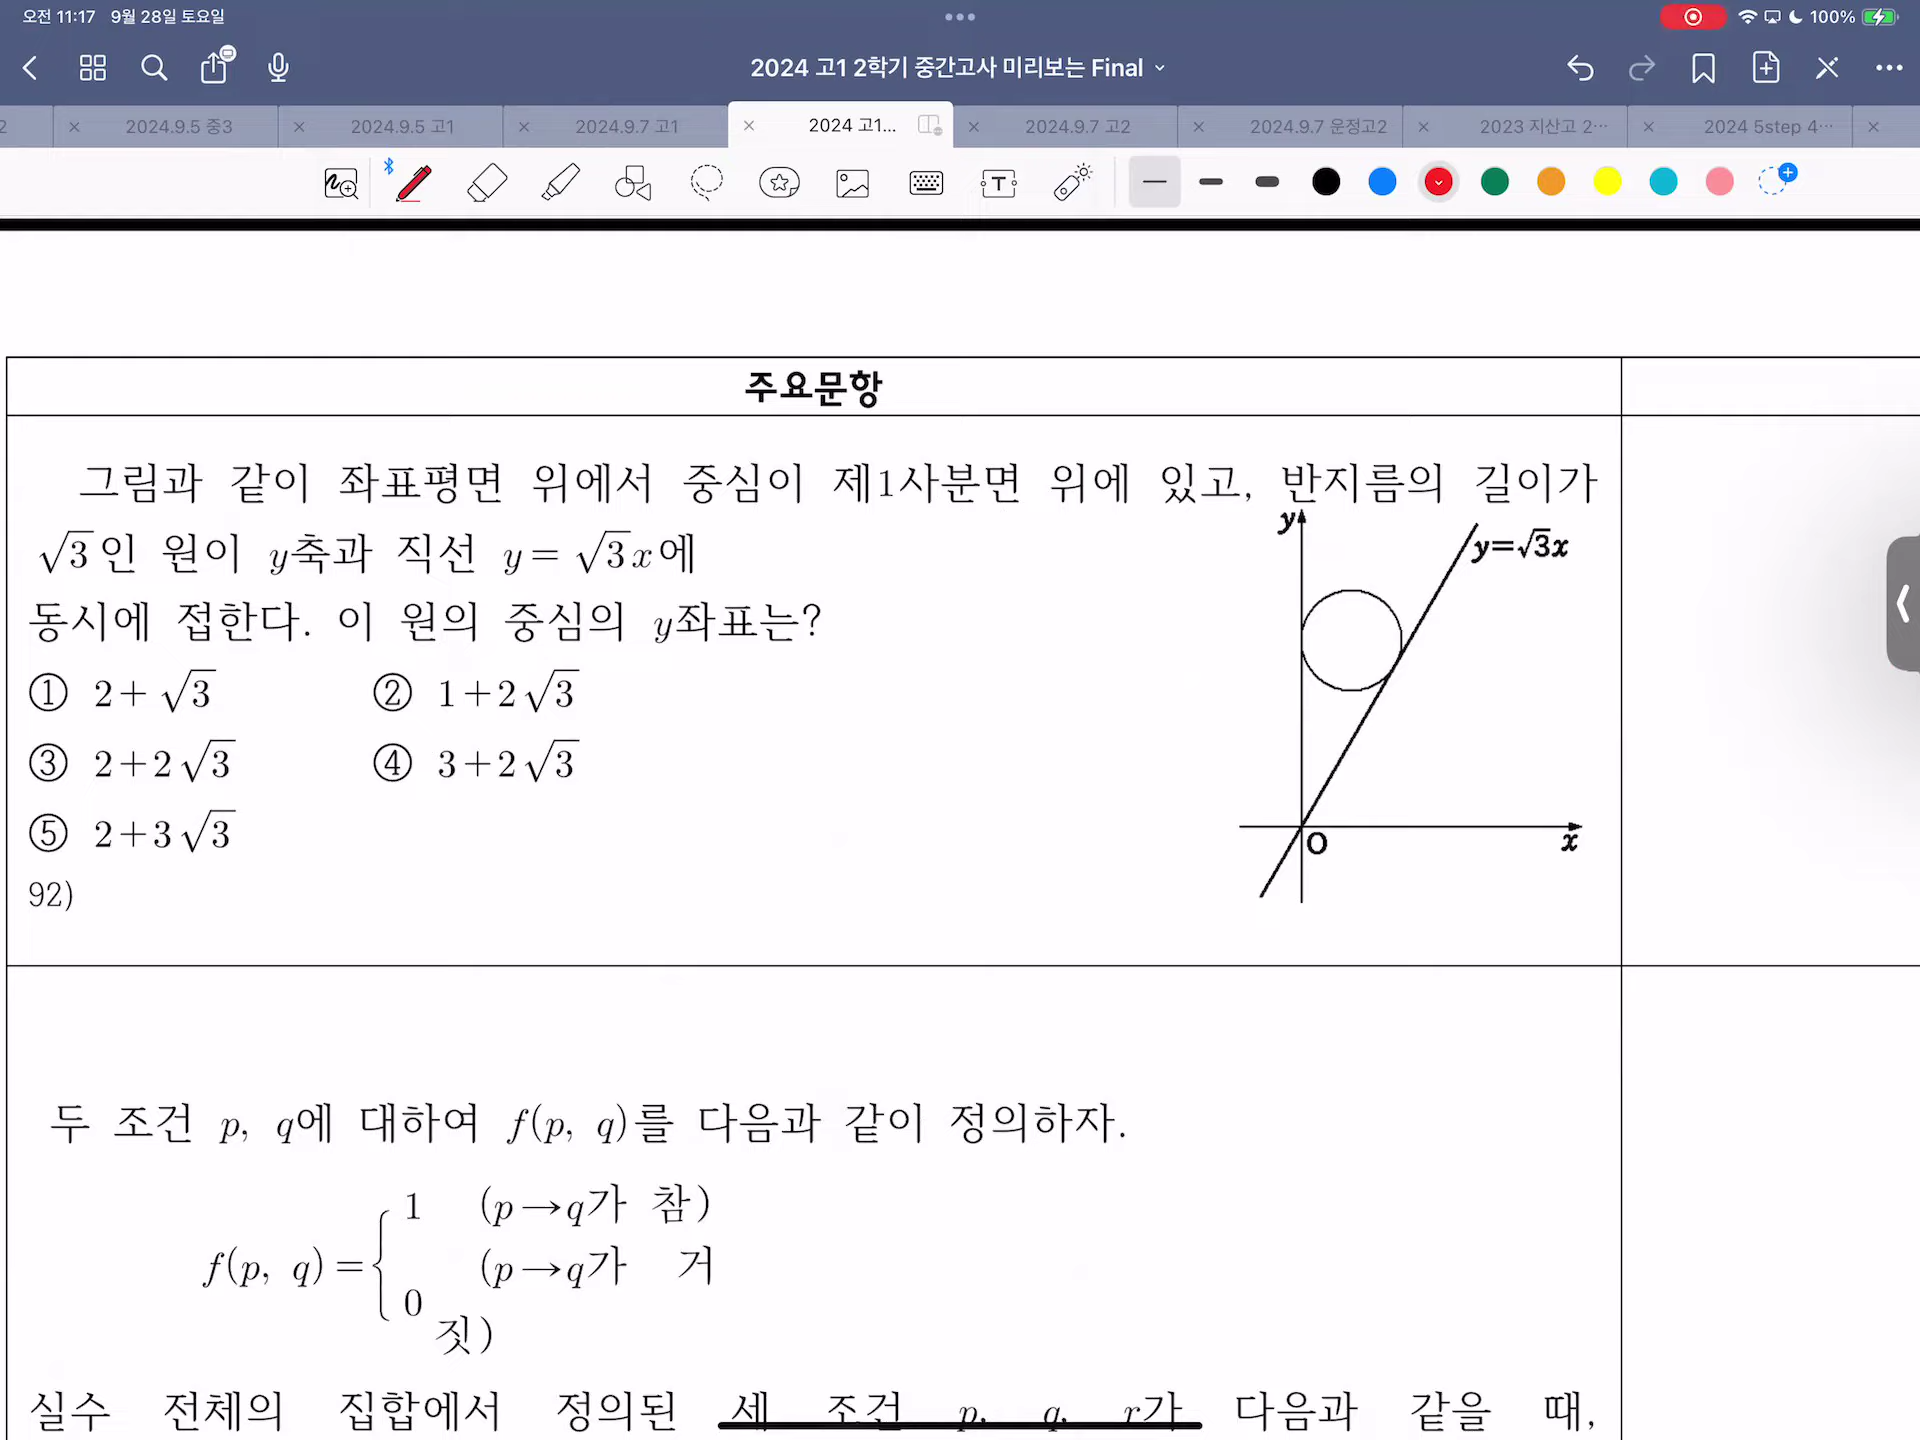 오전 11:17 9월 28일 토요일
100%
2024 고1 2학기 중간고사 미리보는 Final
2
2024.9.5 중3
2024.9.5 고1
2024.9.7 고1
2024 고1...
2024.9.7 고2
2024.9.7 운정고2
2023 지산고 2...
2024 5step 4...
주요문항
그림과 같이 좌표평면 위에서 중심이 제1사분면 위에 있고, 반지름의 길이가
√3인 원이 y축과 직선 y=√3x에
동시에 접한다. 이 원의 중심의 y좌표는?
① 2+√3 ② 1+2√3
③ 2+2√3 ④ 3+2√3
⑤ 2+3√3
92)
y
y=√3x
O
x
두 조건 p, q에 대하여 f(p, q)를 다음과 같이 정의하자.
1 (p→q가 참)
f(p, q)={ (p→q가 거
0
짓)
실수 전체의 집합에서 정의된 세 조건 p, q, r가 다음과 같을 때,